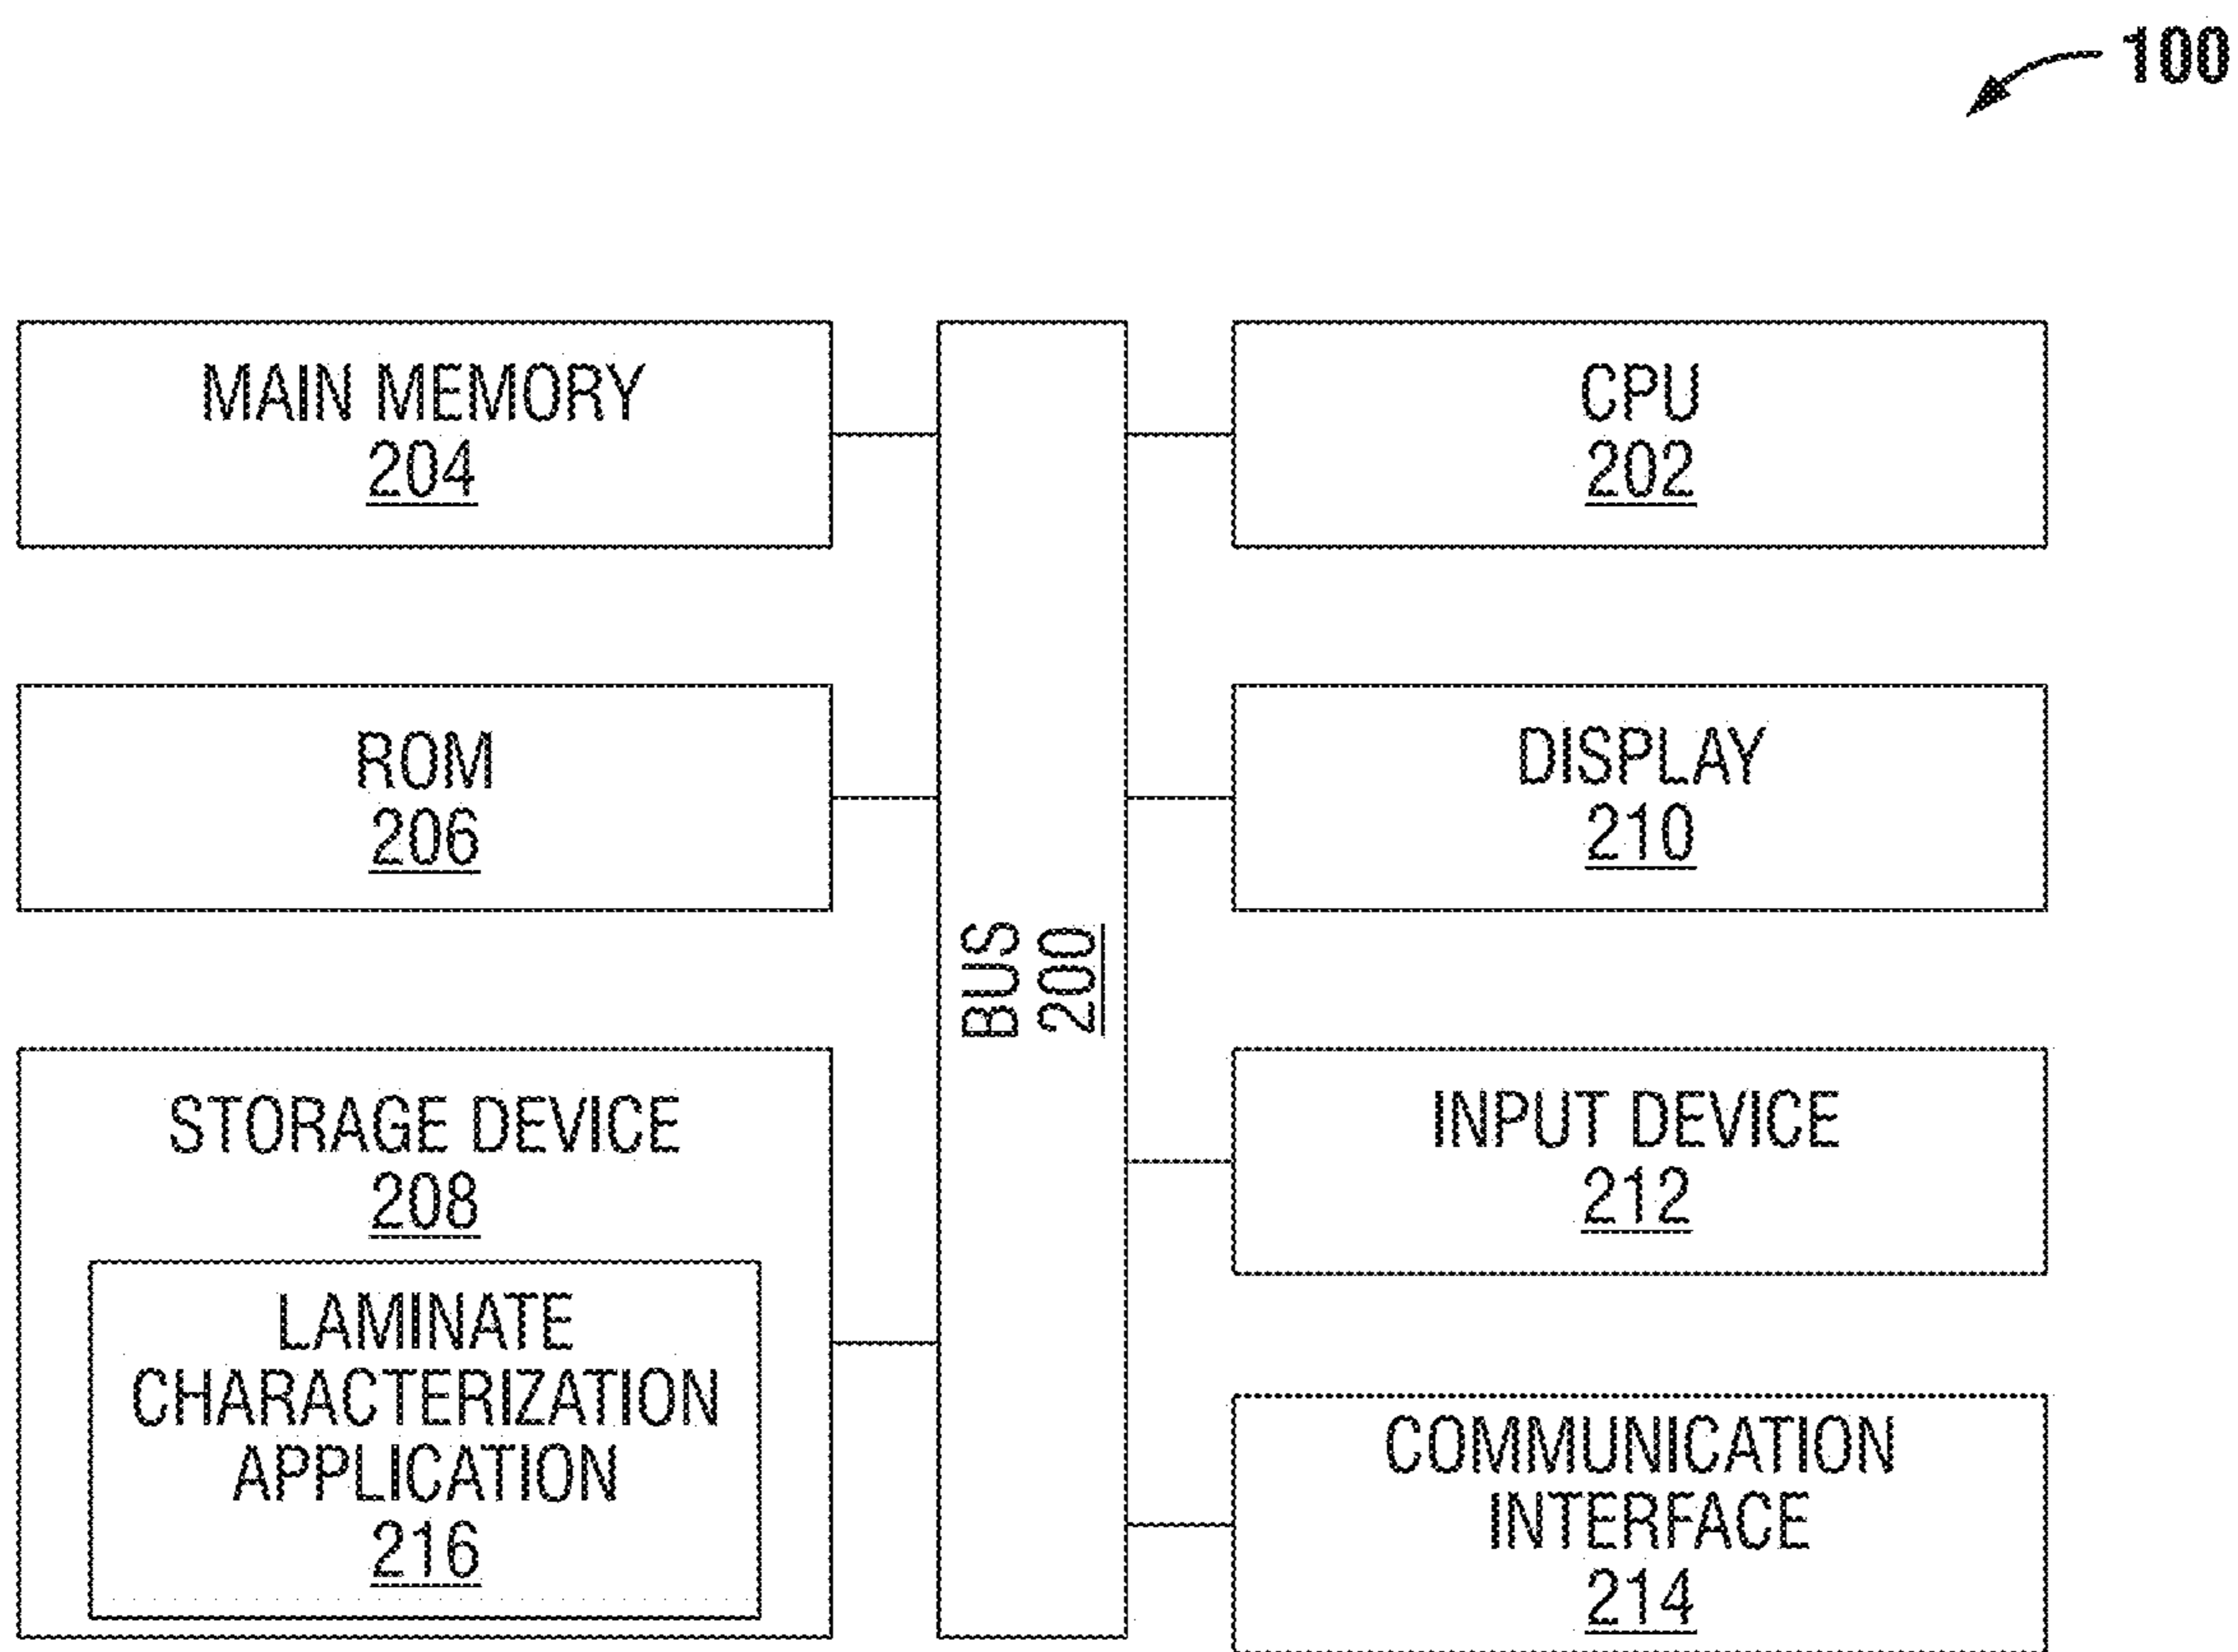 100
MAIN MEMORY
204
CPU
202
ROM
206
DISPLAY
210
BUS
200
STORAGE DEVICE
208
INPUT DEVICE
212
LAMINATE
CHARACTERIZATION
APPLICATION
216
COMMUNICATION
INTERFACE
214